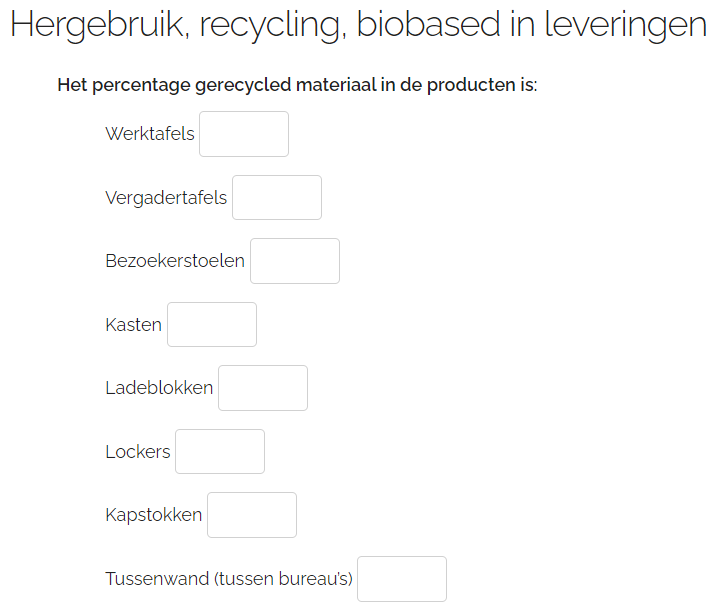 Hergebruik, recycling, biobased in leveringen
Het percentage gerecycled materiaal in de producten is:
Werktafels
Vergadertafels
Bezoekerstoelen
Kasten
Ladeblokken
Lockers
Kapstokken
Tussenwand (tussen bureau's)